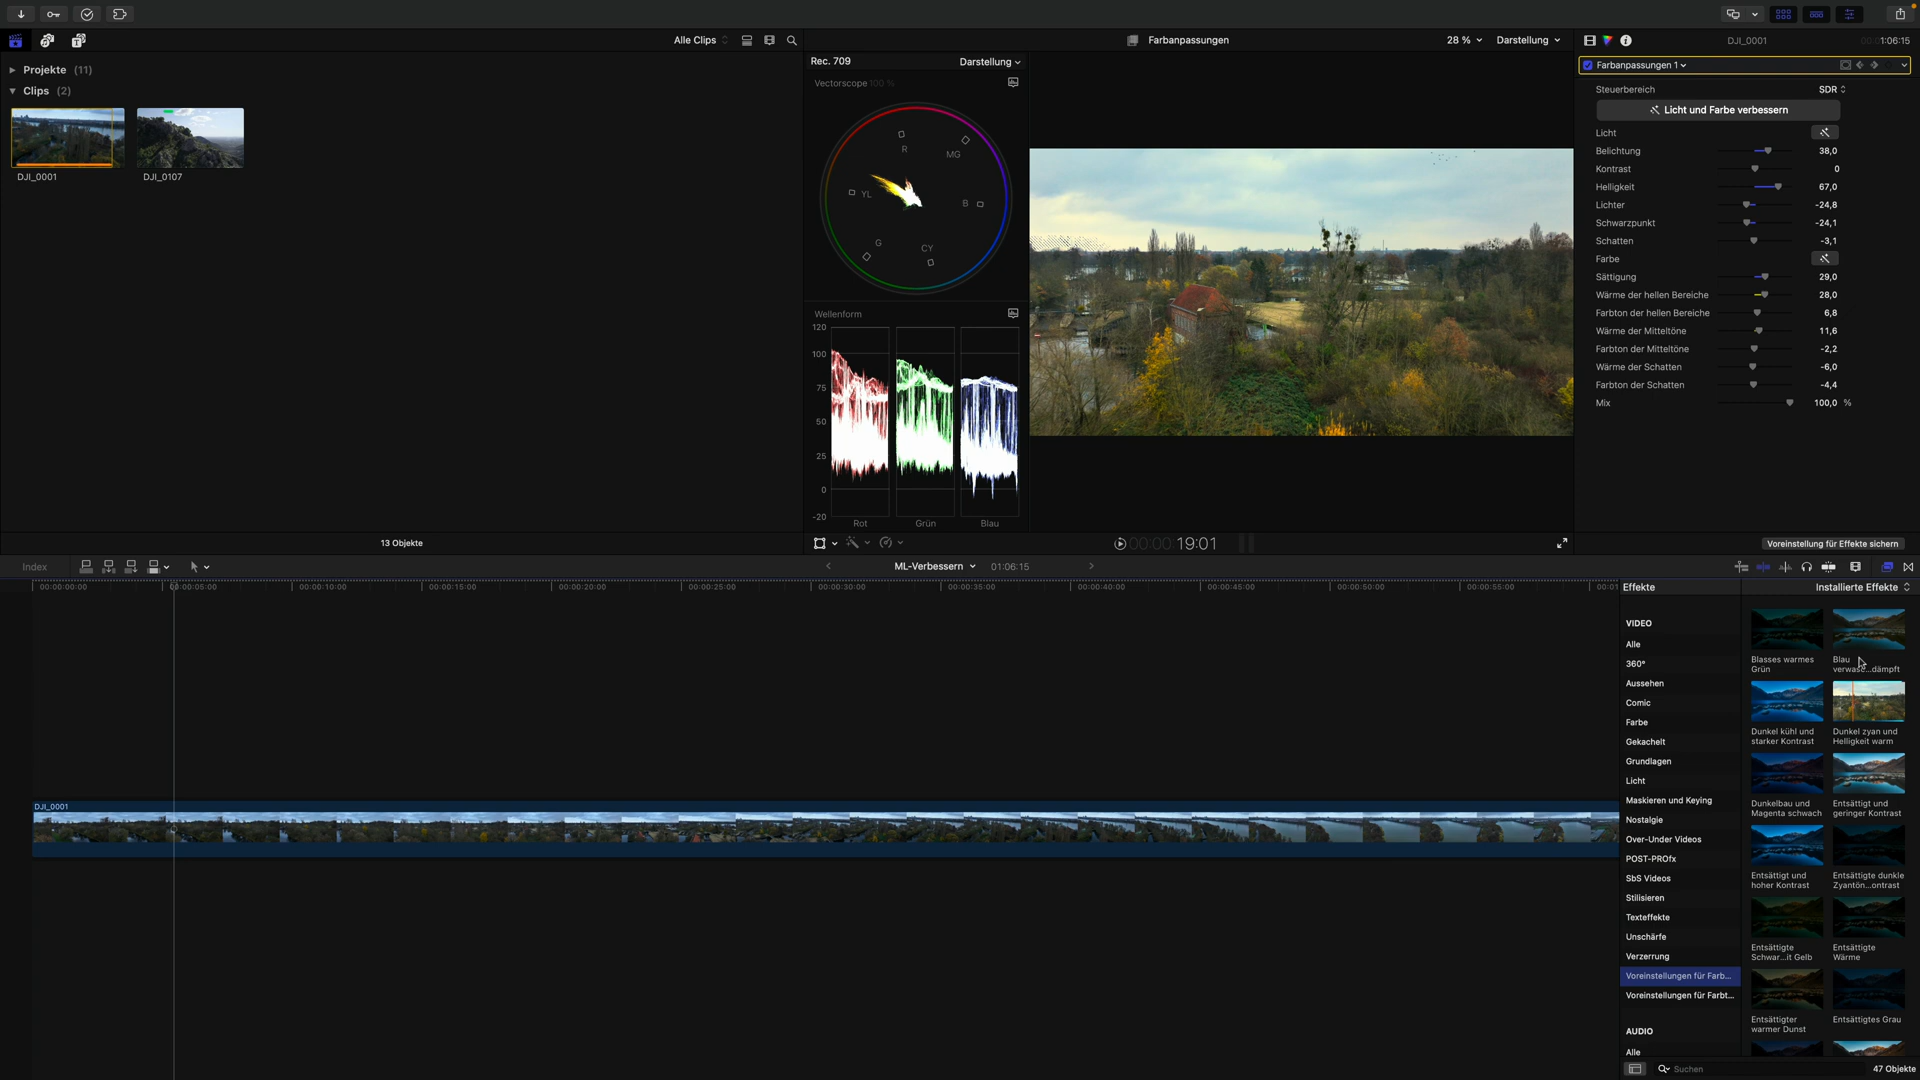 Alle Clips
Farbanpassungen
28 %
Darstellung
DJI_0001
1:06:15
Projekte (11)
Clips (2)
DJI_0001
DJI_0107
13 Objekte
Rec. 709
Darstellung
Vectorscope 100 %
R
MG
YL
B
G
CY
Wellenform
120
100
75
50
25
0
-20
Rot
Grün
Blau
00:00:00:19:01
Farbanpassungen 1
Steuerbereich SDR
Licht und Farbe verbessern
Licht
Belichtung 38,0
Kontrast 0
Helligkeit 67,0
Lichter -24,8
Schwarzpunkt -24,1
Schatten -3,1
Farbe
Sättigung 29,0
Wärme der hellen Bereiche 28,0
Farbton der hellen Bereiche 6,8
Wärme der Mitteltöne 11,6
Farbton der Mitteltöne -2,2
Wärme der Schatten -6,0
Farbton der Schatten -4,4
Mix 100,0 %
Voreinstellung für Effekte sichern
Index
ML-Verbessern
01:06:15
00:00:00:00
00:00:05:00
00:00:10:00
00:00:15:00
00:00:20:00
00:00:25:00
00:00:30:00
00:00:35:00
00:00:40:00
00:00:45:00
00:00:50:00
00:00:55:00
00:01
DJI_0001
Effekte
Installierte Effekte
VIDEO
Alle
360°
Aussehen
Comic
Farbe
Gekachelt
Grundlagen
Licht
Maskieren und Keying
Nostalgie
Over-Under Videos
POST-PROfx
SbS Videos
Stilisieren
Texteffekte
Unschärfe
Verzerrung
Voreinstellungen für Farb...
Voreinstellungen für Farbt...
AUDIO
Alle
Blasses warmes
Grün
Blau
verwasc...dämpft
Dunkel kühl und
starker Kontrast
Dunkel zyan und
Helligkeit warm
Dunkelbau und
Magenta schwach
Entsättigt und
geringer Kontrast
Entsättigt und
hoher Kontrast
Entsättigte dunkle
Zyantön...ontrast
Entsättigte
Schwar...it Gelb
Entsättigte
Wärme
Entsättigter
warmer Dunst
Entsättigtes Grau
Suchen
47 Objekte